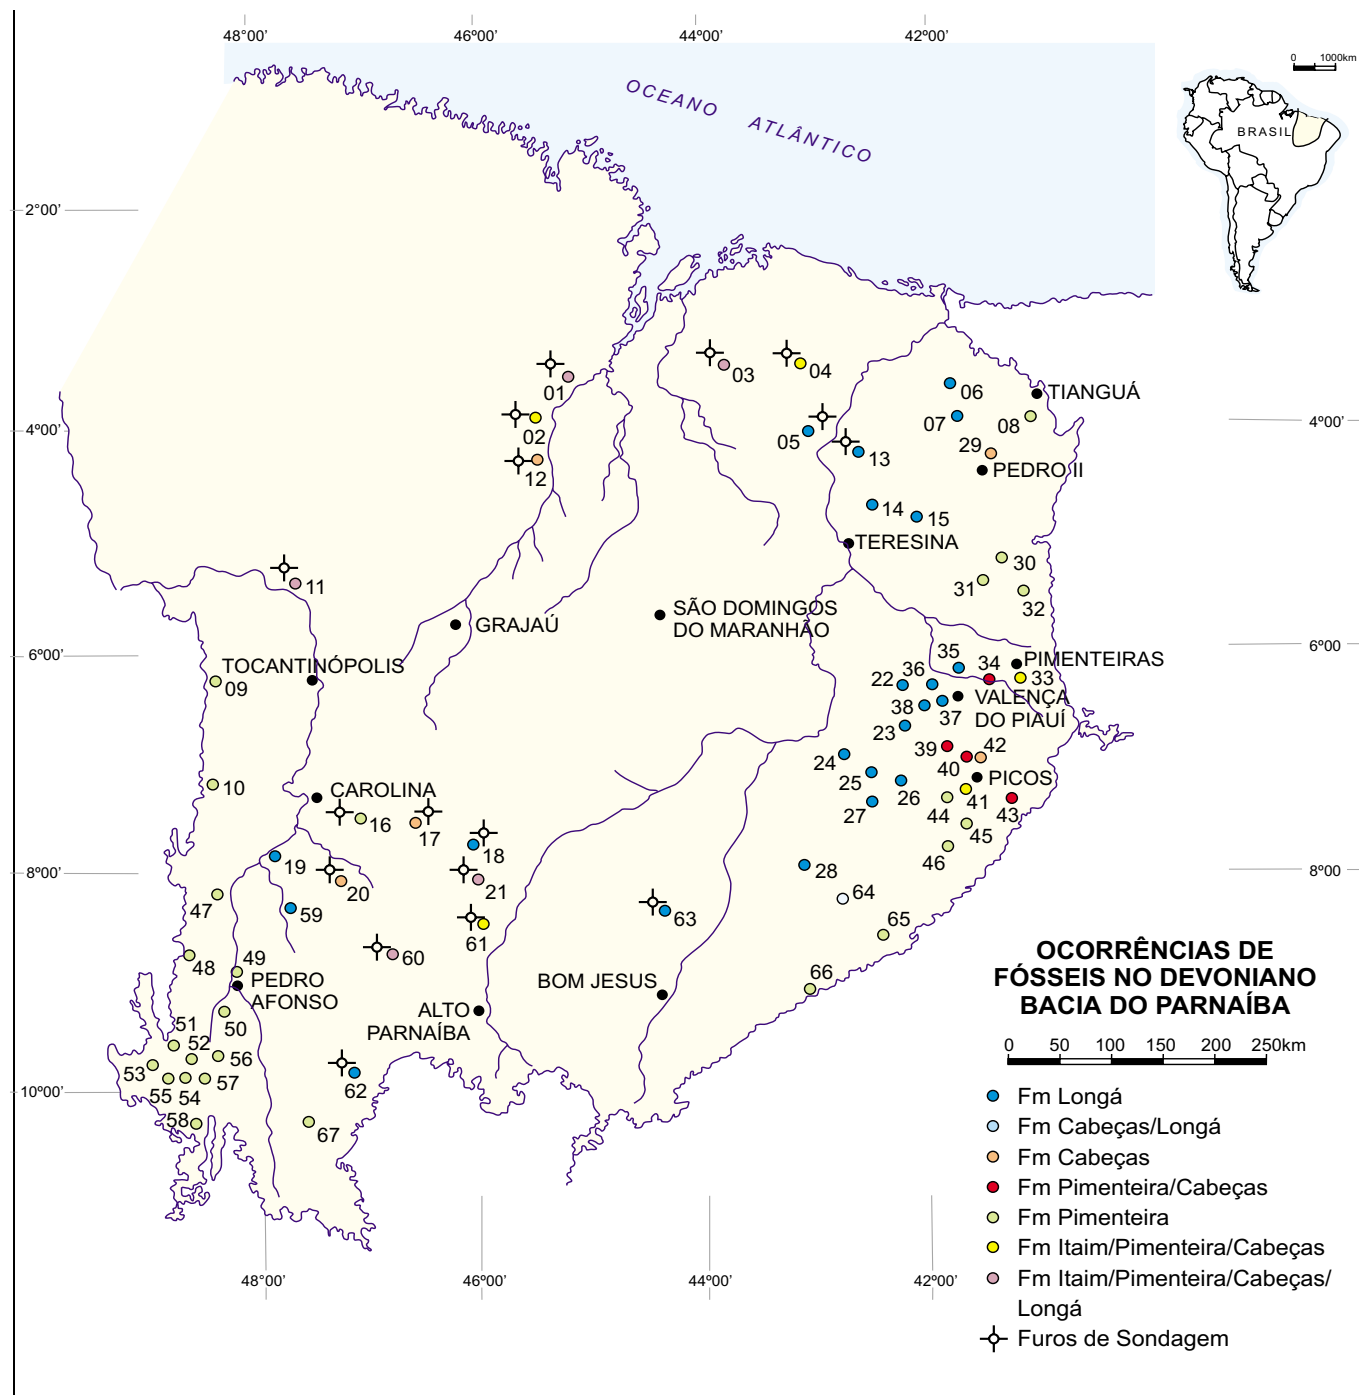 48°00’ 46°00’ 44°00’ 42°00’
0 1000km
OCEANO ATLÂNTICO
BRASIL
2°00’
01
03
04
06
TIANGUÁ
02
05
07
08
4°00’
4°00’
12
13
29
PEDRO II
14
15
TERESINA
11
30
31
32
GRAJAÚ
SÃO DOMINGOS
DO MARANHÃO
6°00’
6°00’
TOCANTINÓPOLIS
09
35
34
PIMENTEIRAS
22
36
33
VALENÇA
DO PIAUÍ
38
37
23
39
42
24
40
PICOS
10
CAROLINA
25
26
41
43
16
17
27
44
45
18
46
19
20
21
28
8°00’
8°00
47
59
63
64
65
61
48
49
60
66
PEDRO
AFONSO
BOM JESUS
ALTO
PARNAÍBA
50
51
52
56
53
55
54
57
58
62
67
10°00’
OCORRÊNCIAS DE
FÓSSEIS NO DEVONIANO
BACIA DO PARNAÍBA
0 50 100 150 200 250km
Fm Longá
Fm Cabeças/Longá
Fm Cabeças
Fm Pimenteira/Cabeças
Fm Pimenteira
Fm Itaim/Pimenteira/Cabeças
Fm Itaim/Pimenteira/Cabeças/
Longá
Furos de Sondagem
48°00’ 46°00’ 44°00’ 42°00’